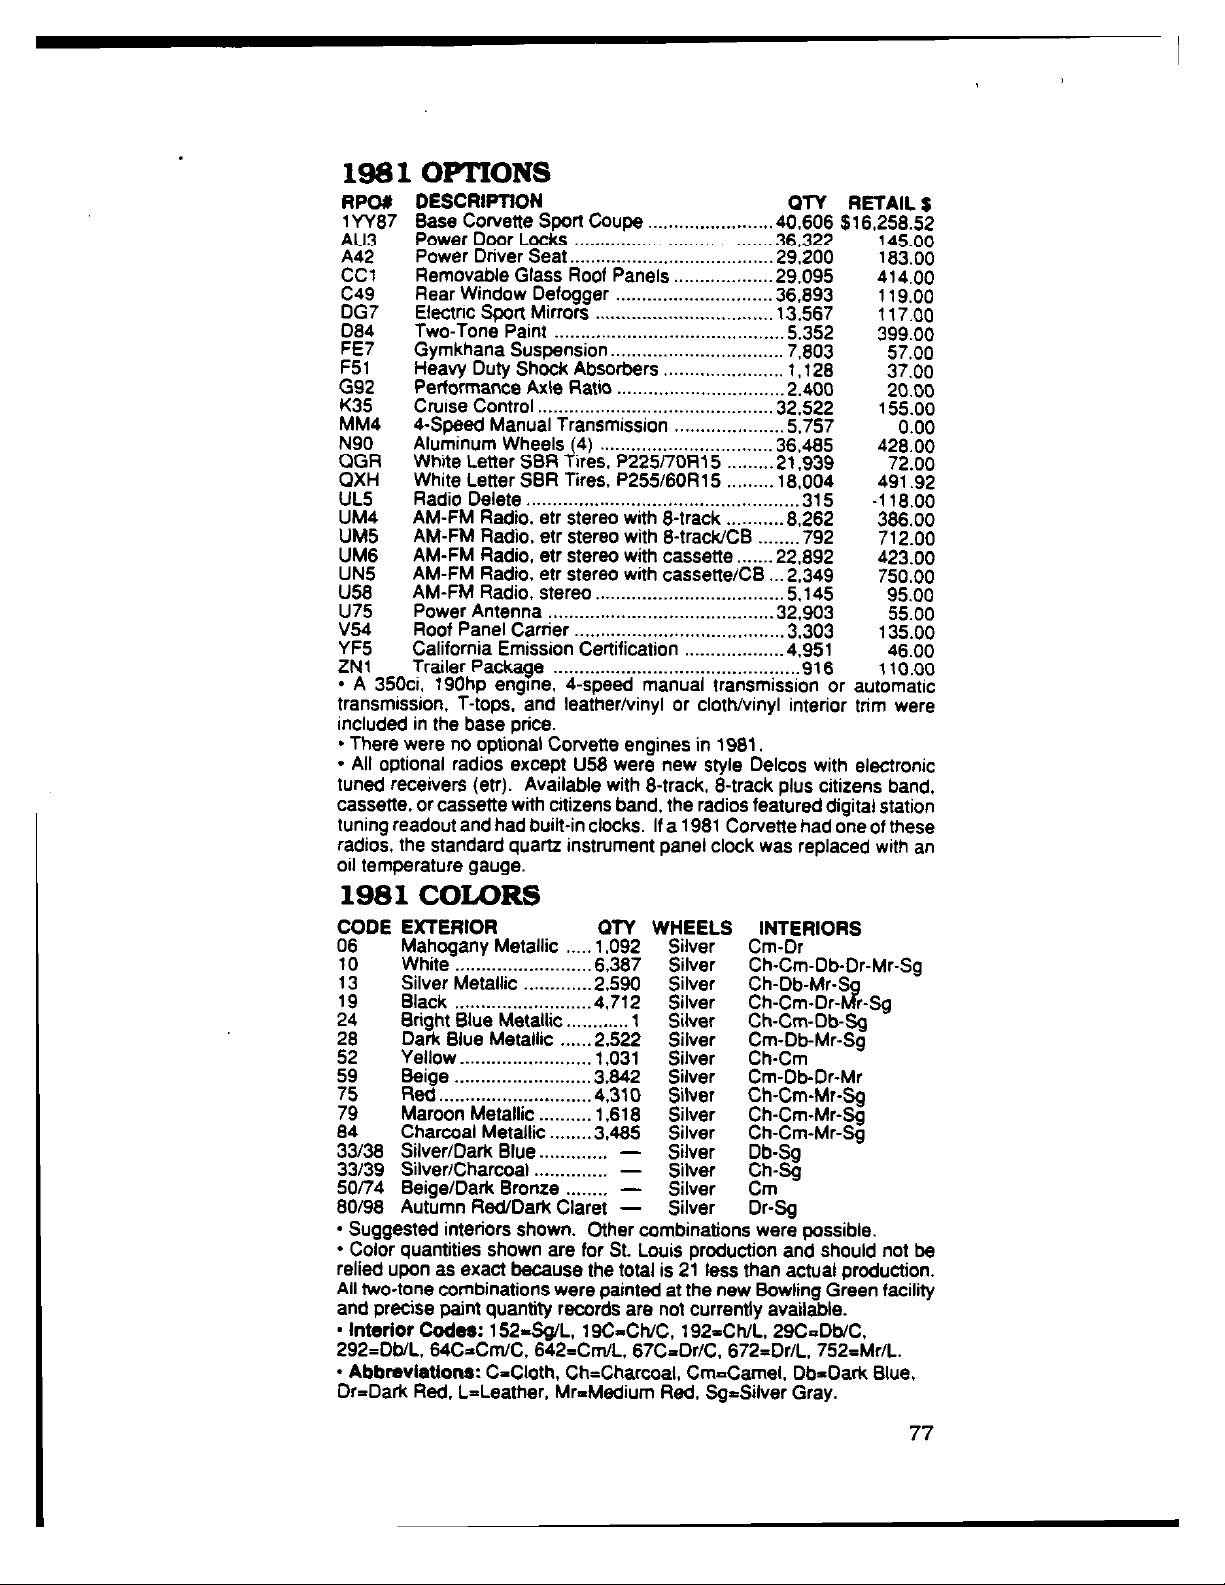 1981 OPTIONS
RPO# DESCRIPTION QTY RETAIL $
1YY87 Base Corvette Sport Coupe ........................ 40,606 $16,258.52
AU3 Power Door Locks ........................ 36,322 145.00
A42 Power Driver Seat ....................................... 29,200 183.00
CC1 Removable Glass Roof Panels ................... 29,095 414.00
C49 Rear Window Defogger .............................. 36,893 119.00
DG7 Electric Sport Mirrors .................................. 13,567 117.00
D84 Two-Tone Paint ............................................ 5,352 399.00
FE7 Gymkhana Suspension ................................. 7,803 57.00
F51 Heavy Duty Shock Absorbers ....................... 1,128 37.00
G92 Performance Axle Ratio ................................ 2,400 20.00
K35 Cruise Control ............................................. 32,522 155.00
MM4 4-Speed Manual Transmission ..................... 5,757 0.00
N90 Aluminum Wheels (4) ................................. 36,485 428.00
QGR White Letter SBR Tires, P225/70R15 ......... 21,939 72.00
QXH White Letter SBR Tires, P255/60R15 ......... 18,004 491.92
UL5 Radio Delete .................................................... 315 -118.00
UM4 AM-FM Radio, etr stereo with 8-track ........... 8,262 386.00
UM5 AM-FM Radio, etr stereo with 8-track/CB ........ 792 712.00
UM6 AM-FM Radio, etr stereo with cassette ....... 22,892 423.00
UN5 AM-FM Radio, etr stereo with cassette/CB ... 2,349 750.00
U58 AM-FM Radio, stereo .................................... 5,145 95.00
U75 Power Antenna ........................................... 32,903 55.00
V54 Roof Panel Carrier ........................................ 3,303 135.00
YF5 California Emission Certification ................... 4,951 46.00
ZN1 Trailer Package ............................................... 916 110.00
• A 350ci, 190hp engine, 4-speed manual transmission or automatic
transmission, T-tops, and leather/vinyl or cloth/vinyl interior trim were
included in the base price.
• There were no optional Corvette engines in 1981.
• All optional radios except U58 were new style Delcos with electronic
tuned receivers (etr). Available with 8-track, 8-track plus citizens band,
cassette, or cassette with citizens band, the radios featured digital station
tuning readout and had built-in clocks. If a 1981 Corvette had one of these
radios, the standard quartz instrument panel clock was replaced with an
oil temperature gauge.
1981 COLORS
CODE EXTERIOR QTY WHEELS INTERIORS
06 Mahogany Metallic ..... 1,092 Silver Cm-Dr
10 White .......................... 6,387 Silver Ch-Cm-Db-Dr-Mr-Sg
13 Silver Metallic ............. 2,590 Silver Ch-Db-Mr-Sg
19 Black .......................... 4,712 Silver Ch-Cm-Dr-Mr-Sg
24 Bright Blue Metallic ............ 1 Silver Ch-Cm-Db-Sg
28 Dark Blue Metallic ...... 2,522 Silver Cm-Db-Mr-Sg
52 Yellow ......................... 1,031 Silver Ch-Cm
59 Beige .......................... 3,842 Silver Cm-Db-Dr-Mr
75 Red ............................. 4,310 Silver Ch-Cm-Mr-Sg
79 Maroon Metallic .......... 1,618 Silver Ch-Cm-Mr-Sg
84 Charcoal Metallic ........ 3,485 Silver Ch-Cm-Mr-Sg
33/38 Silver/Dark Blue ............. — Silver Db-Sg
33/39 Silver/Charcoal .............. — Silver Ch-Sg
50/74 Beige/Dark Bronze ........ — Silver Cm
80/98 Autumn Red/Dark Claret — Silver Dr-Sg
• Suggested interiors shown. Other combinations were possible.
• Color quantities shown are for St. Louis production and should not be
relied upon as exact because the total is 21 less than actual production.
All two-tone combinations were painted at the new Bowling Green facility
and precise paint quantity records are not currently available.
• Interior Codes: 152=Sg/L, 19C=Ch/C, 192=Ch/L, 29C=Db/C,
292=Db/L, 64C=Cm/C, 642=Cm/L, 67C=Dr/C, 672=Dr/L, 752=Mr/L.
• Abbreviations: C=Cloth, Ch=Charcoal, Cm=Camel, Db=Dark Blue,
Dr=Dark Red, L=Leather, Mr=Medium Red, Sg=Silver Gray.
77